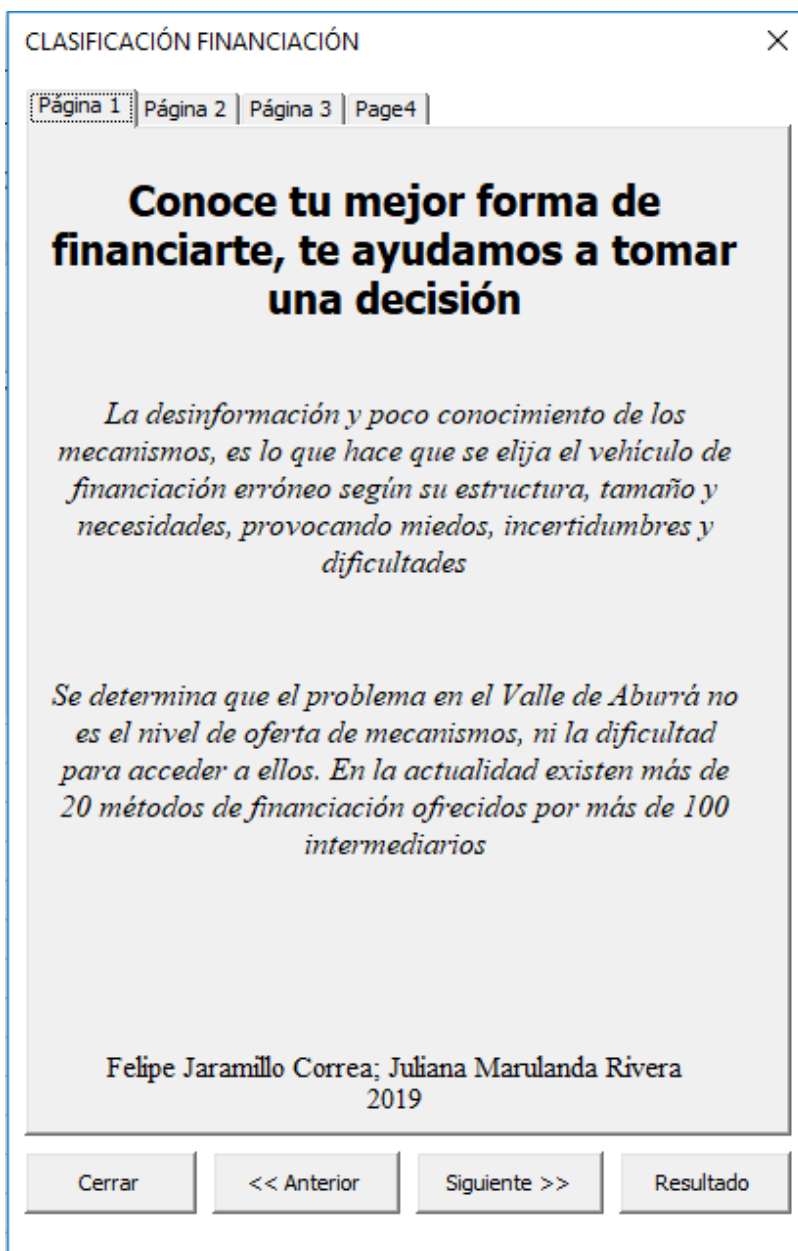 CLASIFICACIÓN FINANCIACIÓN
Página 1 Página 2 Página 3 Page4
Conoce tu mejor forma de
financiarte, te ayudamos a tomar
una decisión
La desinformación y poco conocimiento de los
mecanismos, es lo que hace que se elija el vehículo de
financiación erróneo según su estructura, tamaño y
necesidades, provocando miedos, incertidumbres y
dificultades
Se determina que el problema en el Valle de Aburrá no
es el nivel de oferta de mecanismos, ni la dificultad
para acceder a ellos. En la actualidad existen más de
20 métodos de financiación ofrecidos por más de 100
intermediarios
Felipe Jaramillo Correa; Juliana Marulanda Rivera
2019
Cerrar << Anterior Siguiente >> Resultado